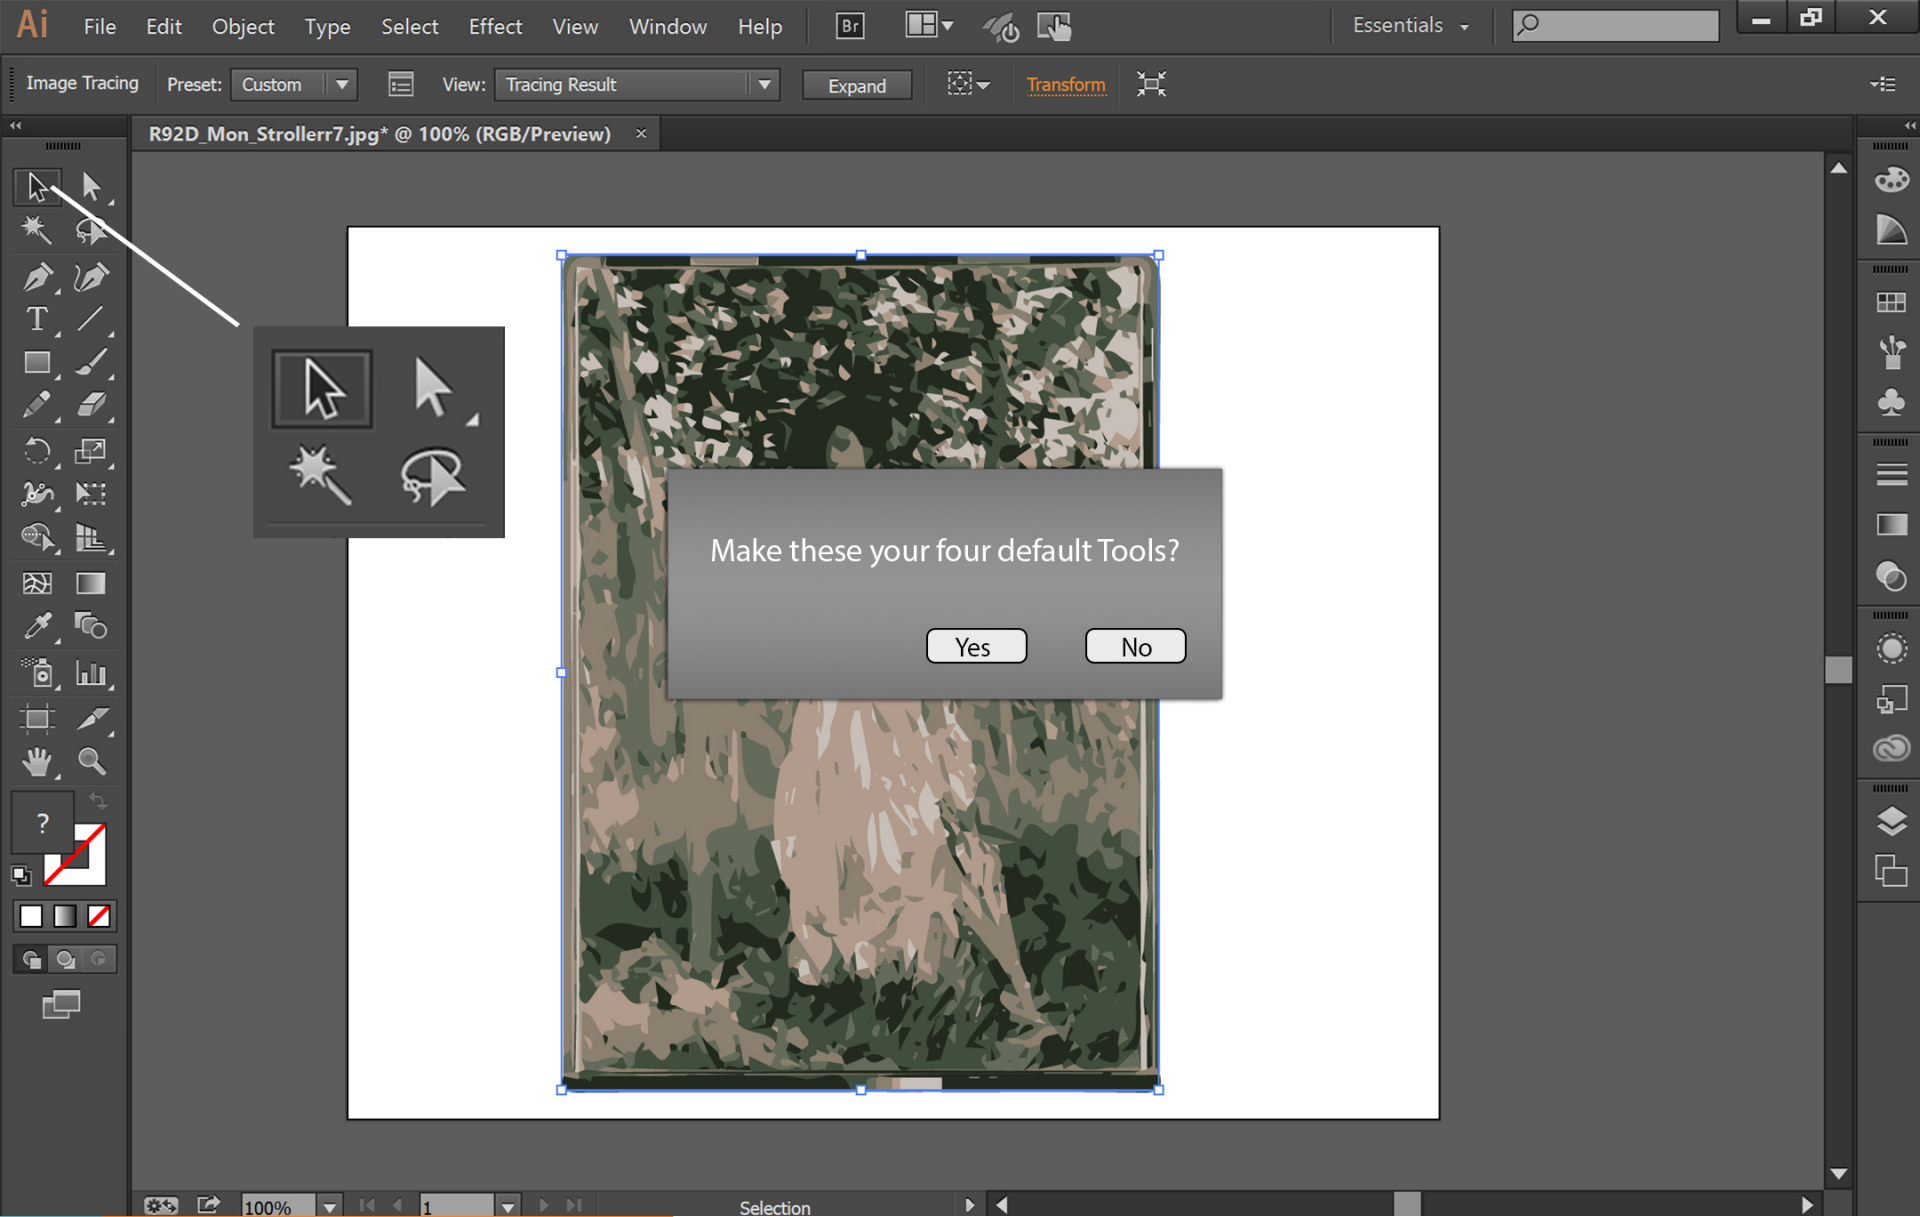 Ai File Edit Object Type Select Effect View Window Help Br Essentials
Image Tracing Preset: Custom View: Tracing Result Expand Transform
R92D_Mon_Strollerr7.jpg* @ 100% (RGB/Preview) ×
T
Make these your four default Tools?
Yes No
?
100% 1 Selection